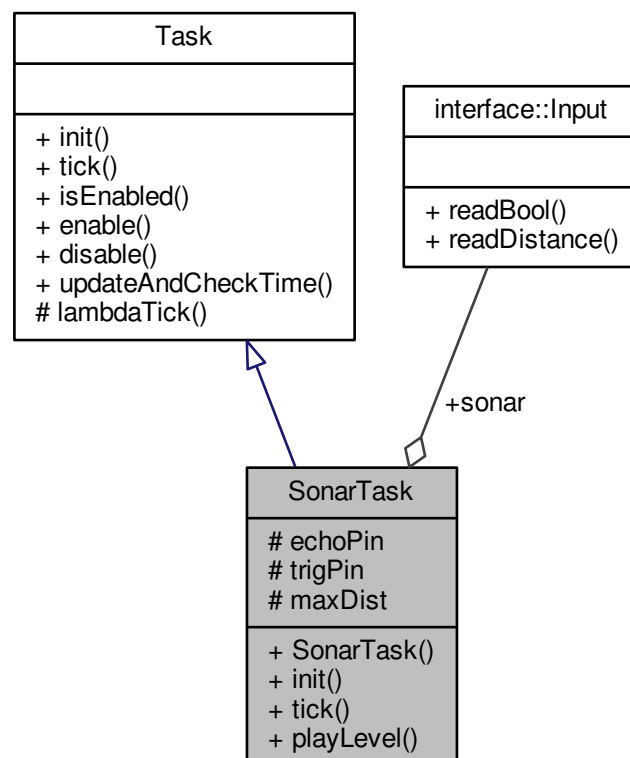 Task
+ init()
+ tick()
+ isEnabled()
+ enable()
+ disable()
+ updateAndCheckTime()
# lambdaTick()
interface::Input
+ readBool()
+ readDistance()
+sonar
SonarTask
# echoPin
# trigPin
# maxDist
+ SonarTask()
+ init()
+ tick()
+ playLevel()